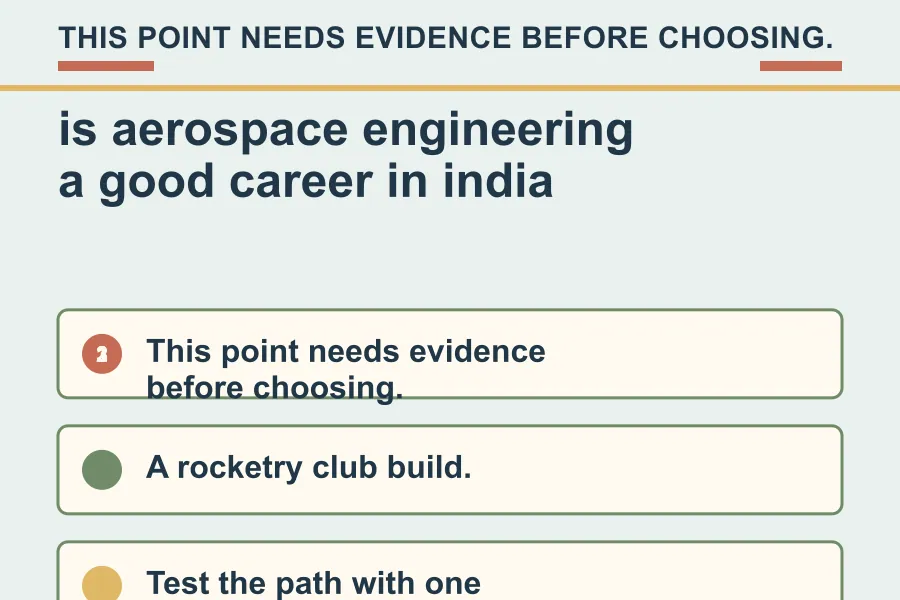 THIS POINT NEEDS EVIDENCE BEFORE CHOOSING.
is aerospace engineering
a good career in india
This point needs evidence
before choosing.
A rocketry club build.
Test the path with one